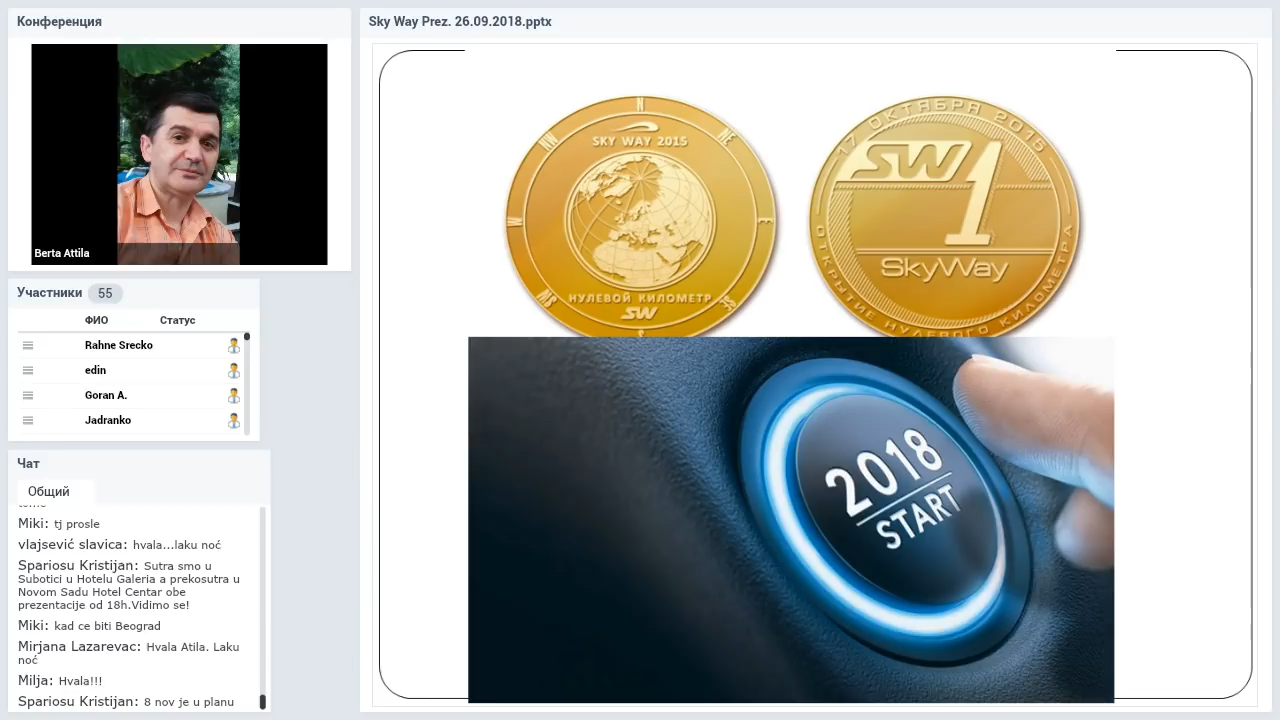 Конференция
Berta Attila
Участники 55
ФИО Статус
Rahne Srecko
edin
Goran A.
Jadranko
Чат
Общий
Miki: tj prosle
vlajsević slavica: hvala...laku noć
Spariosu Kristijan: Sutra smo u
Subotici u Hotelu Galeria a prekosutra u
Novom Sadu Hotel Centar obe
prezentacije od 18h.Vidimo se!
Miki: kad ce biti Beograd
Mirjana Lazarevac: Hvala Atila. Laku
noć
Milja: Hvala!!!
Spariosu Kristijan: 8 nov je u planu
Sky Way Prez. 26.09.2018.pptx
N
NE
E
W
SKY WAY 2015
НУЛЕВОЙ КИЛОМЕТР
SW
17 ОКТЯБРЯ 2015
SW1
SkyWay
ОТКРЫТИЕ НУЛЕВОГО КИЛОМЕТРА
2018
START